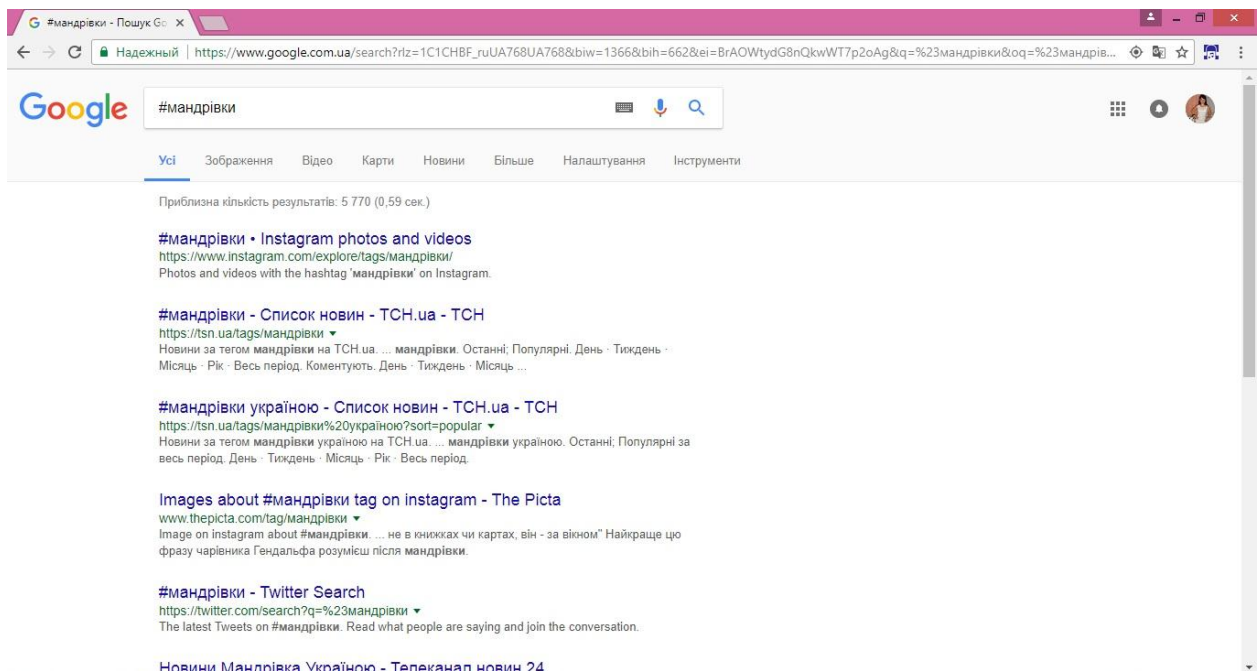 #мандрівки - Пошук Go
Надежный | https://www.google.com.ua/search?rlz=1C1CHBF_ruUA768UA768&biw=1366&bih=662&ei=BrAOWtydG8nQkwWT7p2oAg&q=%23мандрівки&oq=%23мандрів...
Google
#мандрівки
Усі Зображення Відео Карти Новини Більше Налаштування Інструменти
Приблизна кількість результатів: 5 770 (0,59 сек.)
#мандрівки • Instagram photos and videos
https://www.instagram.com/explore/tags/мандрівки/
Photos and videos with the hashtag 'мандрівки' on Instagram.
#мандрівки - Список новин - ТСН.ua - ТСН
https://tsn.ua/tags/мандрівки
Новини за тегом мандрівки на ТСН.ua. ... мандрівки. Останні; Популярні. День · Тиждень ·
Місяць · Рік · Весь період. Коментують. День · Тиждень · Місяць ...
#мандрівки україною - Список новин - ТСН.ua - ТСН
https://tsn.ua/tags/мандрівки%20україною?sort=popular
Новини за тегом мандрівки україною на ТСН.ua. ... мандрівки україною. Останні; Популярні за
весь період. День · Тиждень · Місяць · Рік · Весь період.
Images about #мандрівки tag on instagram - The Picta
www.thepicta.com/tag/мандрівки
Image on instagram about #мандрівки. ... не в книжках чи картах, він - за вікном" Найкраще цю
фразу чарівника Гендальфа розумієш після мандрівки.
#мандрівки - Twitter Search
https://twitter.com/search?q=%23мандрівки
The latest Tweets on #мандрівки. Read what people are saying and join the conversation.
Новини Мандрівка Україною - Телеканал новин 24